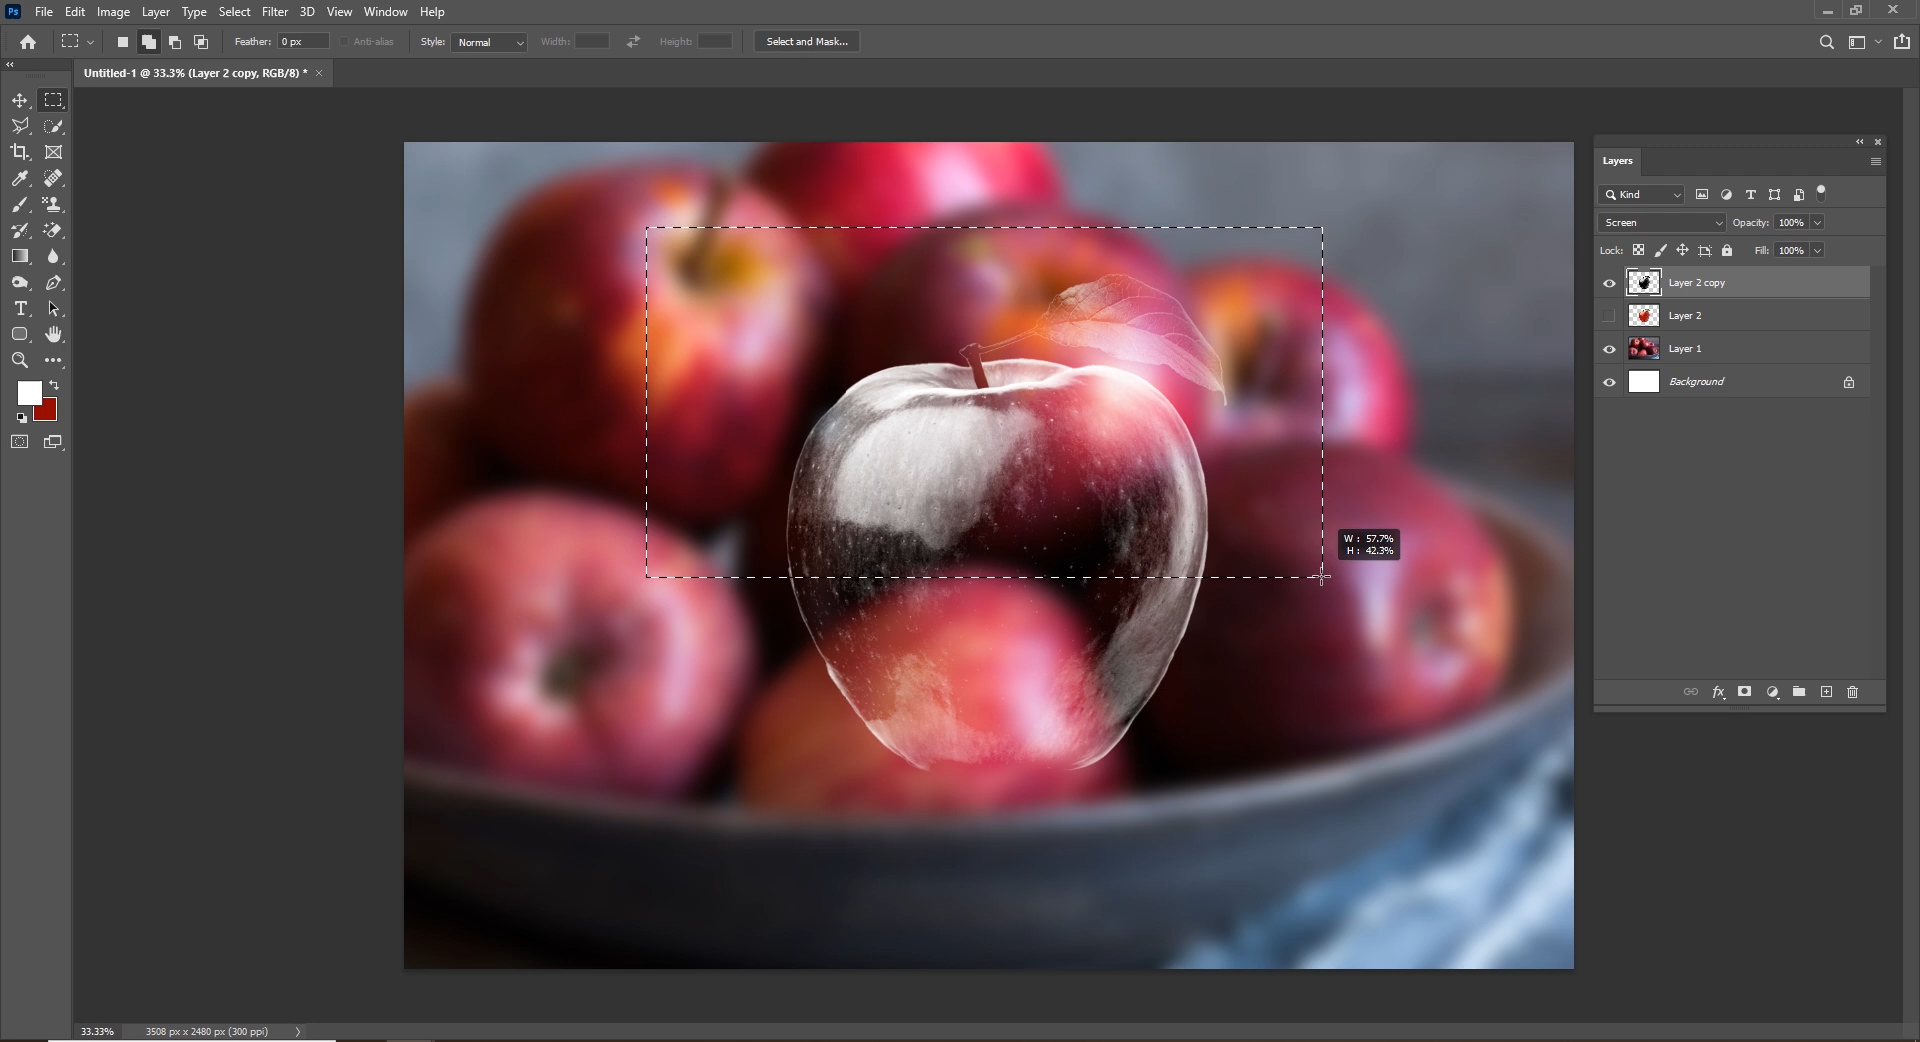 Ps File Edit Image Layer Type Select Filter 3D View Window Help
Feather: 0 px Anti-alias Style: Normal Width: Height: Select and Mask...
Untitled-1 @ 33.3% (Layer 2 copy, RGB/8) * ×
Layers
Kind
Screen Opacity: 100%
Lock: Fill: 100%
Layer 2 copy
Layer 2
Layer 1
Background
W : 57.7%
H : 42.3%
33.33% 3508 px x 2480 px (300 ppi)